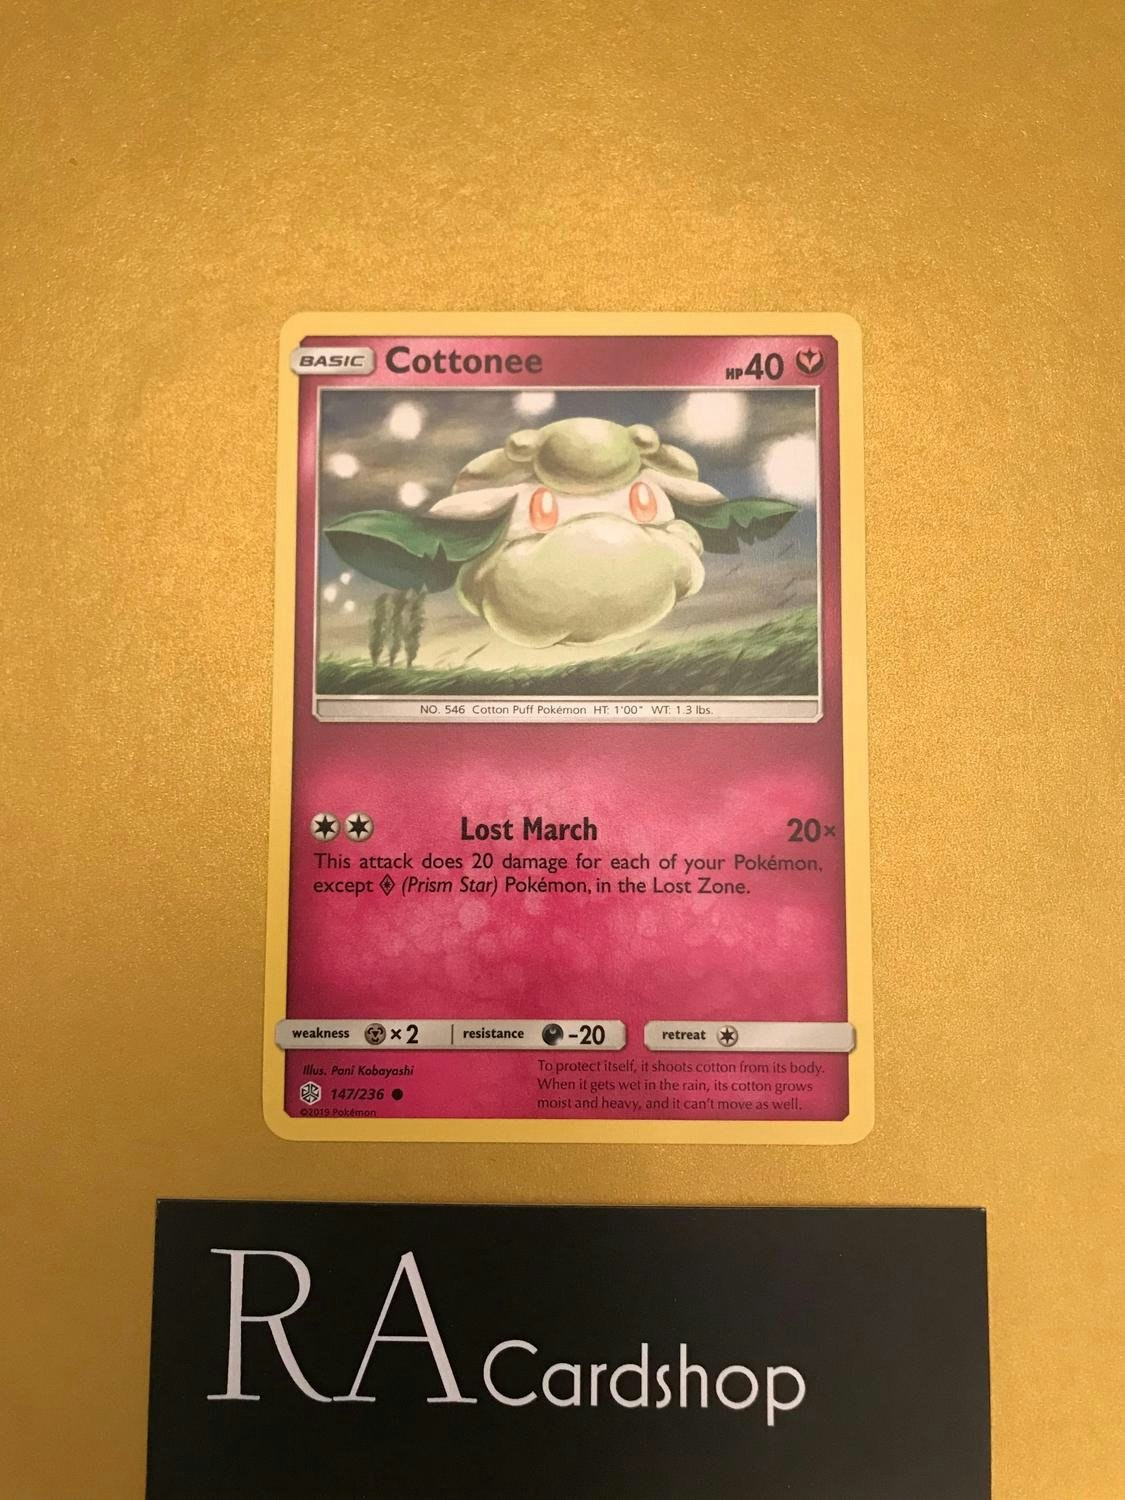 BASIC Cottonee HP40
NO. 546 Cotton Puff Pokémon HT: 1'00" WT: 1.3 lbs.
Lost March 20×
This attack does 20 damage for each of your Pokémon,
except (Prism Star) Pokémon, in the Lost Zone.
weakness ×2 resistance -20 retreat
Illus. Pani Kobayashi
147/236
©2019 Pokémon
To protect itself, it shoots cotton from its body.
When it gets wet in the rain, its cotton grows
moist and heavy, and it can't move as well.
RA Cardshop